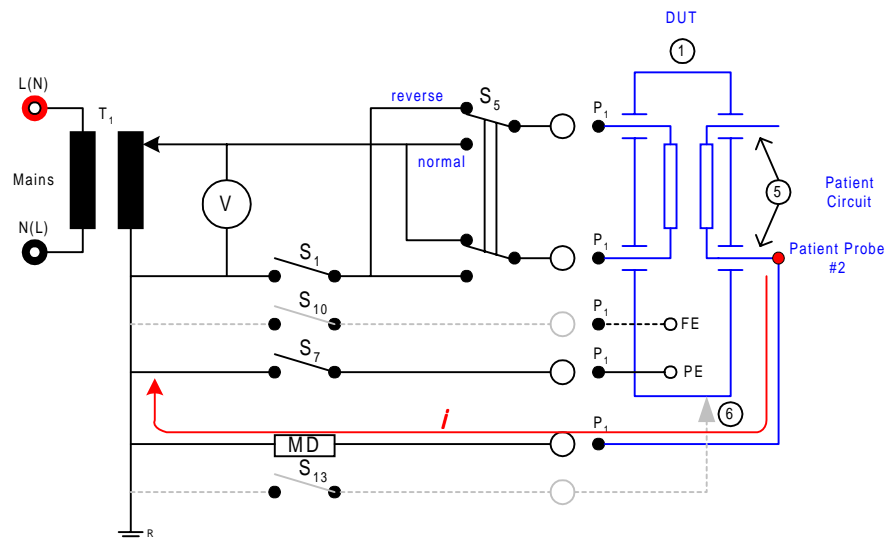 DUT
1
L(N)
T1
reverse
S5
P1
Mains
normal
V
5
Patient
Circuit
N(L)
S1
P1
Patient Probe
#2
S10
P1
FE
S7
P1
PE
i
6
MD
P1
S13
R